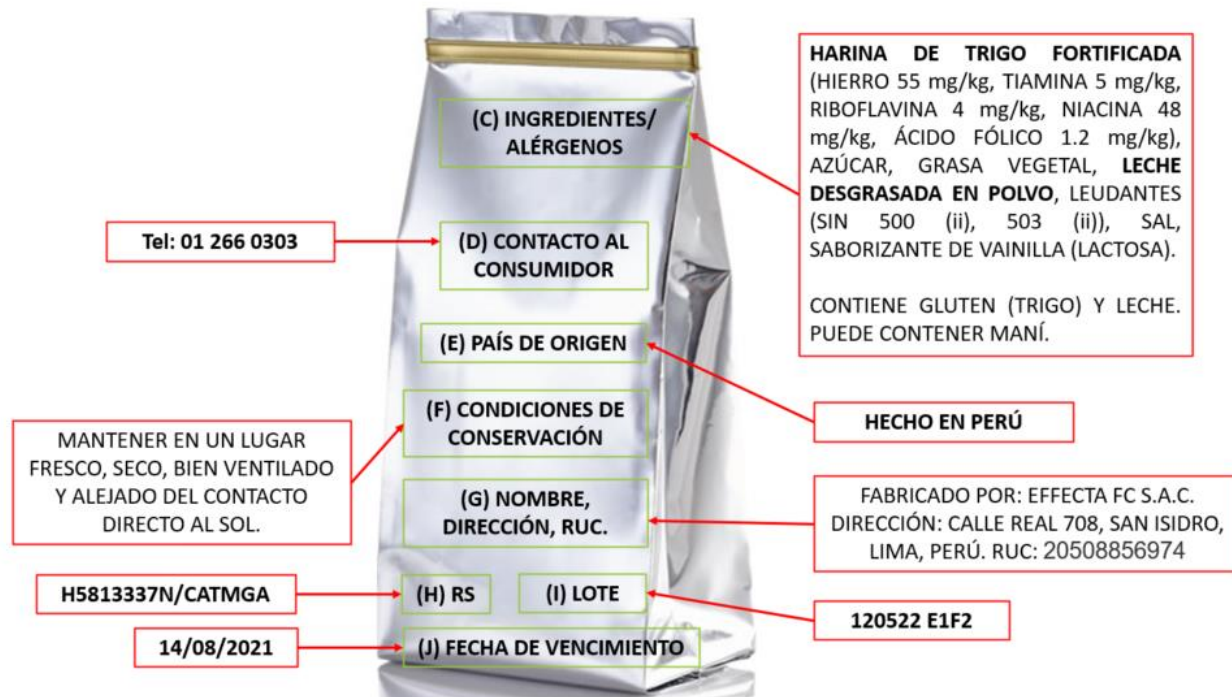 HARINA DE TRIGO FORTIFICADA
(HIERRO 55 mg/kg, TIAMINA 5 mg/kg,
RIBOFLAVINA 4 mg/kg, NIACINA 48
mg/kg, ÁCIDO FÓLICO 1.2 mg/kg),
AZÚCAR, GRASA VEGETAL, LECHE
DESGRASADA EN POLVO, LEUDANTES
(SIN 500 (ii), 503 (ii)), SAL,
SABORIZANTE DE VAINILLA (LACTOSA).
CONTIENE GLUTEN (TRIGO) Y LECHE.
PUEDE CONTENER MANÍ.
(C) INGREDIENTES/
ALÉRGENOS
Tel: 01 266 0303
(D) CONTACTO AL
CONSUMIDOR
(E) PAÍS DE ORIGEN
HECHO EN PERÚ
(F) CONDICIONES DE
CONSERVACIÓN
MANTENER EN UN LUGAR
FRESCO, SECO, BIEN VENTILADO
Y ALEJADO DEL CONTACTO
DIRECTO AL SOL.
(G) NOMBRE,
DIRECCIÓN, RUC.
FABRICADO POR: EFFECTA FC S.A.C.
DIRECCIÓN: CALLE REAL 708, SAN ISIDRO,
LIMA, PERÚ. RUC: 20508856974
H5813337N/CATMGA
(H) RS
(I) LOTE
120522 E1F2
14/08/2021
(J) FECHA DE VENCIMIENTO